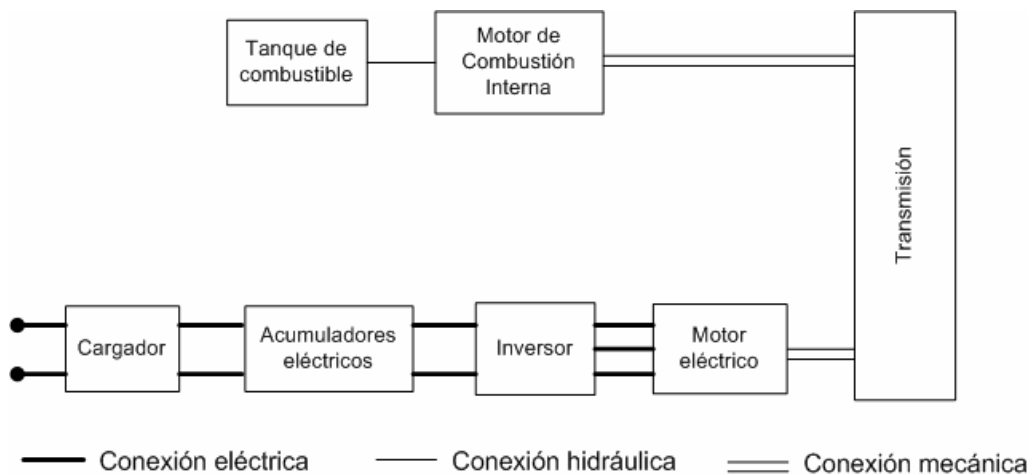 Tanque de
combustible
Motor de
Combustión
Interna
Transmisión
Cargador
Acumuladores
eléctricos
Inversor
Motor
eléctrico
Conexión eléctrica
Conexión hidráulica
Conexión mecánica